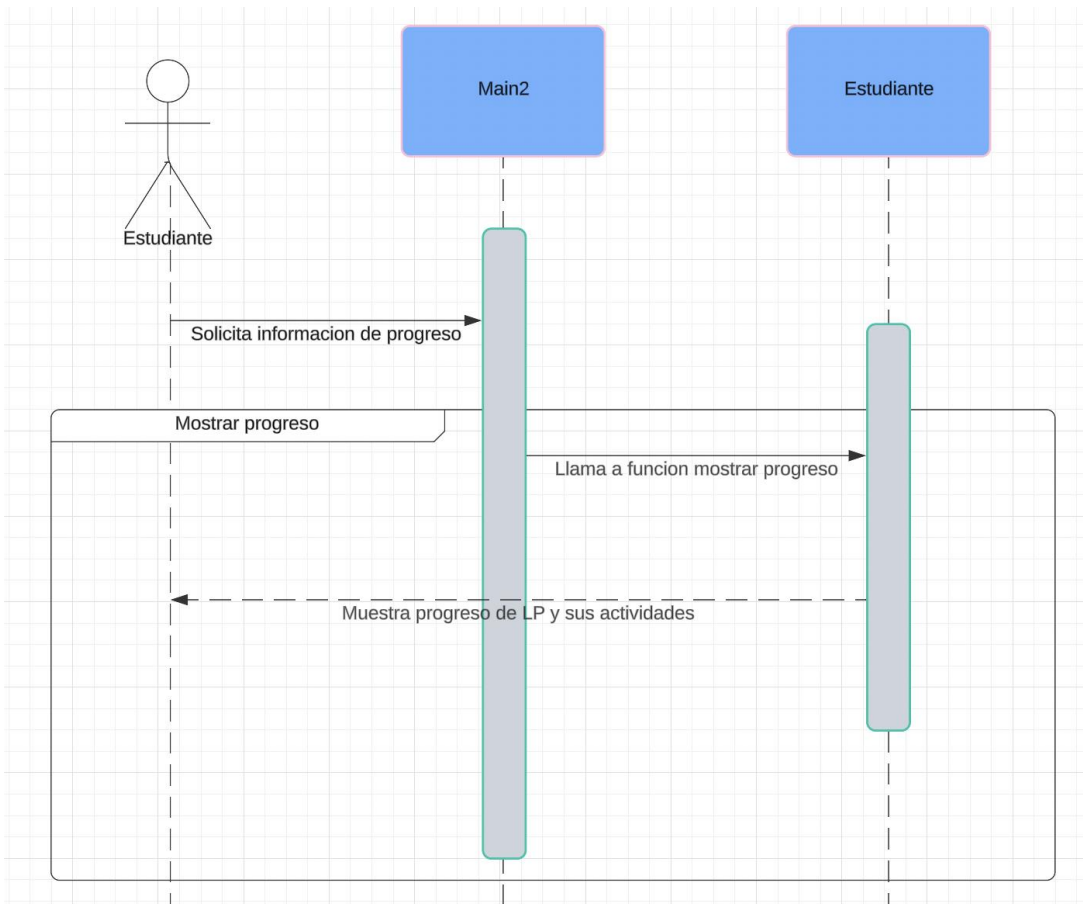 Main2
Estudiante
Estudiante
Solicita informacion de progreso
Mostrar progreso
Llama a funcion mostrar progreso
Muestra progreso de LP y sus actividades